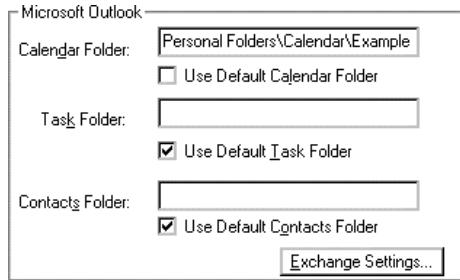 Microsoft Outlook
Calendar Folder: Personal Folders\Calendar\Example
Use Default Calendar Folder
Task Folder:
Use Default Task Folder
Contacts Folder:
Use Default Contacts Folder
Exchange Settings...